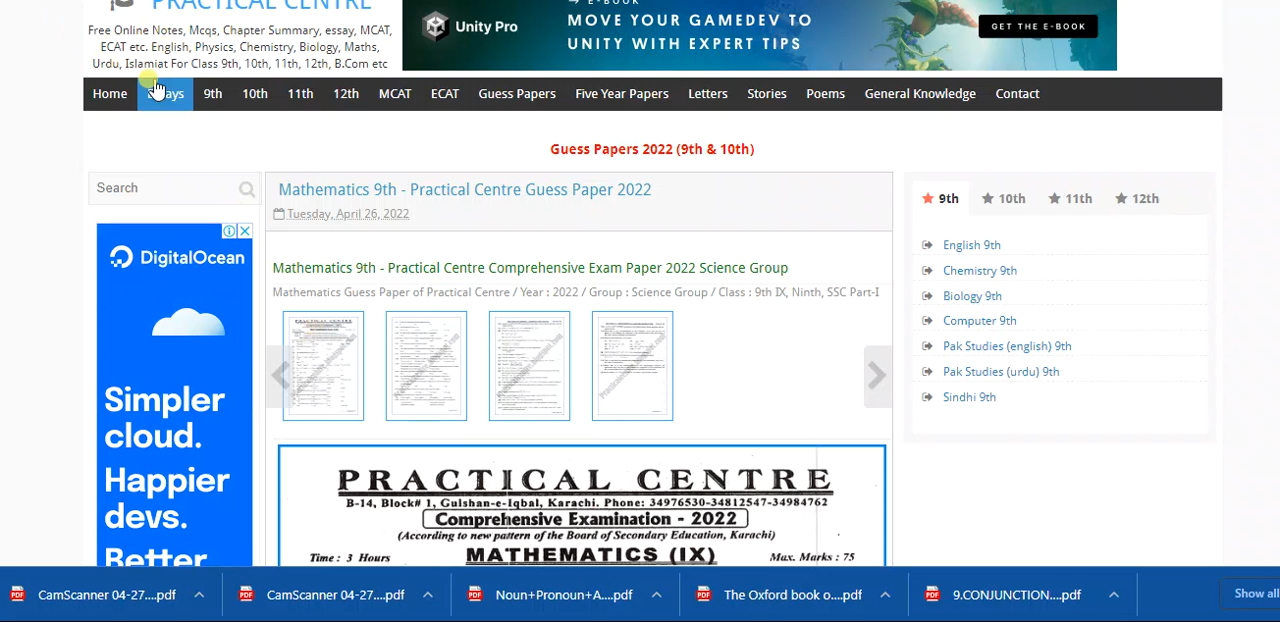 PRACTICAL CENTRE
Free Online Notes, Mcqs, Chapter Summary, essay, MCAT,
ECAT etc. English, Physics, Chemistry, Biology, Maths,
Urdu, Islamiat For Class 9th, 10th, 11th, 12th, B.Com etc
→ E-BOOK
Unity Pro
MOVE YOUR GAMEDEV TO
UNITY WITH EXPERT TIPS
GET THE E-BOOK
Home 9th 10th 11th 12th MCAT ECAT Guess Papers Five Year Papers Letters Stories Poems General Knowledge Contact
Guess Papers 2022 (9th & 10th)
Search
DigitalOcean
Simpler
cloud.
Happier
devs.
Better
Mathematics 9th - Practical Centre Guess Paper 2022
Tuesday, April 26, 2022
Mathematics 9th - Practical Centre Comprehensive Exam Paper 2022 Science Group
Mathematics Guess Paper of Practical Centre / Year : 2022 / Group : Science Group / Class : 9th IX, Ninth, SSC Part-I
PRACTICAL CENTRE
B-14, Block# 1, Gulshan-e-Iqbal, Karachi. Phone: 34976530-34812547-34984762
Comprehensive Examination - 2022
(According to new pattern of the Board of Secondary Education, Karachi)
Time : 3 Hours MATHEMATICS (IX) Max. Marks : 75
9th 10th 11th 12th
English 9th
Chemistry 9th
Biology 9th
Computer 9th
Pak Studies (english) 9th
Pak Studies (urdu) 9th
Sindhi 9th
CamScanner 04-27....pdf
CamScanner 04-27....pdf
Noun+Pronoun+A....pdf
The Oxford book o....pdf
9.CONJUNCTION....pdf
Show all